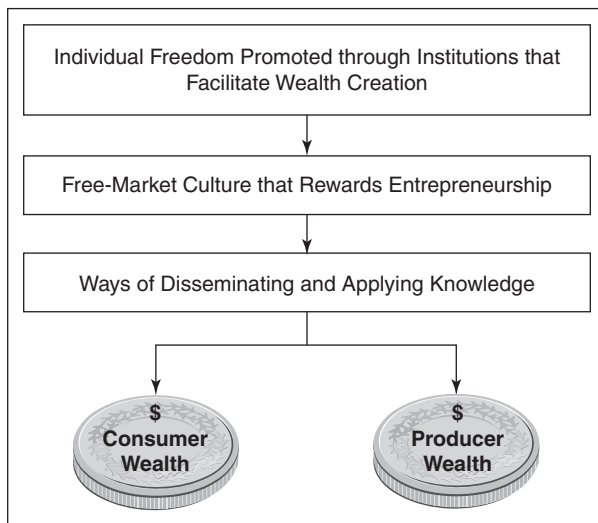 Individual Freedom Promoted through Institutions that
Facilitate Wealth Creation
Free-Market Culture that Rewards Entrepreneurship
Ways of Disseminating and Applying Knowledge
$
Consumer
Wealth
$
Producer
Wealth